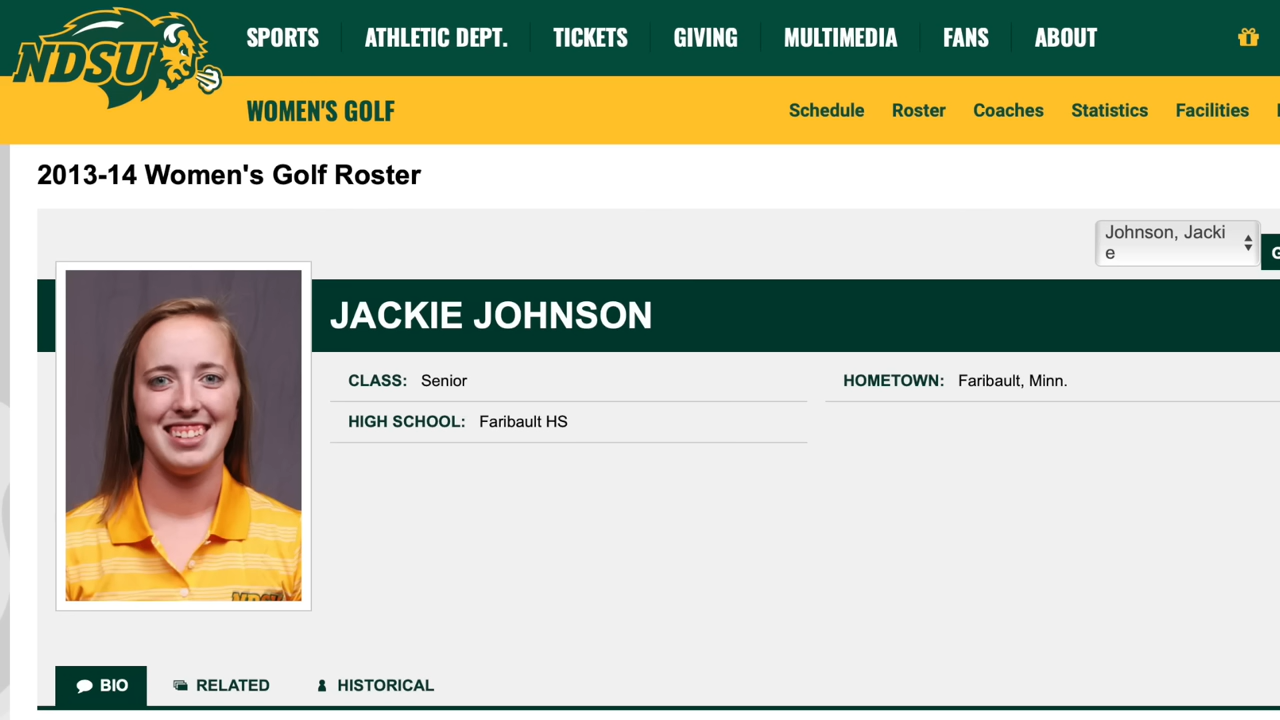 NDSU
SPORTS ATHLETIC DEPT. TICKETS GIVING MULTIMEDIA FANS ABOUT
WOMEN'S GOLF
Schedule Roster Coaches Statistics Facilities
2013-14 Women's Golf Roster
Johnson, Jacki
e
G
JACKIE JOHNSON
CLASS: Senior HOMETOWN: Faribault, Minn.
HIGH SCHOOL: Faribault HS
NDSU
BIO RELATED HISTORICAL